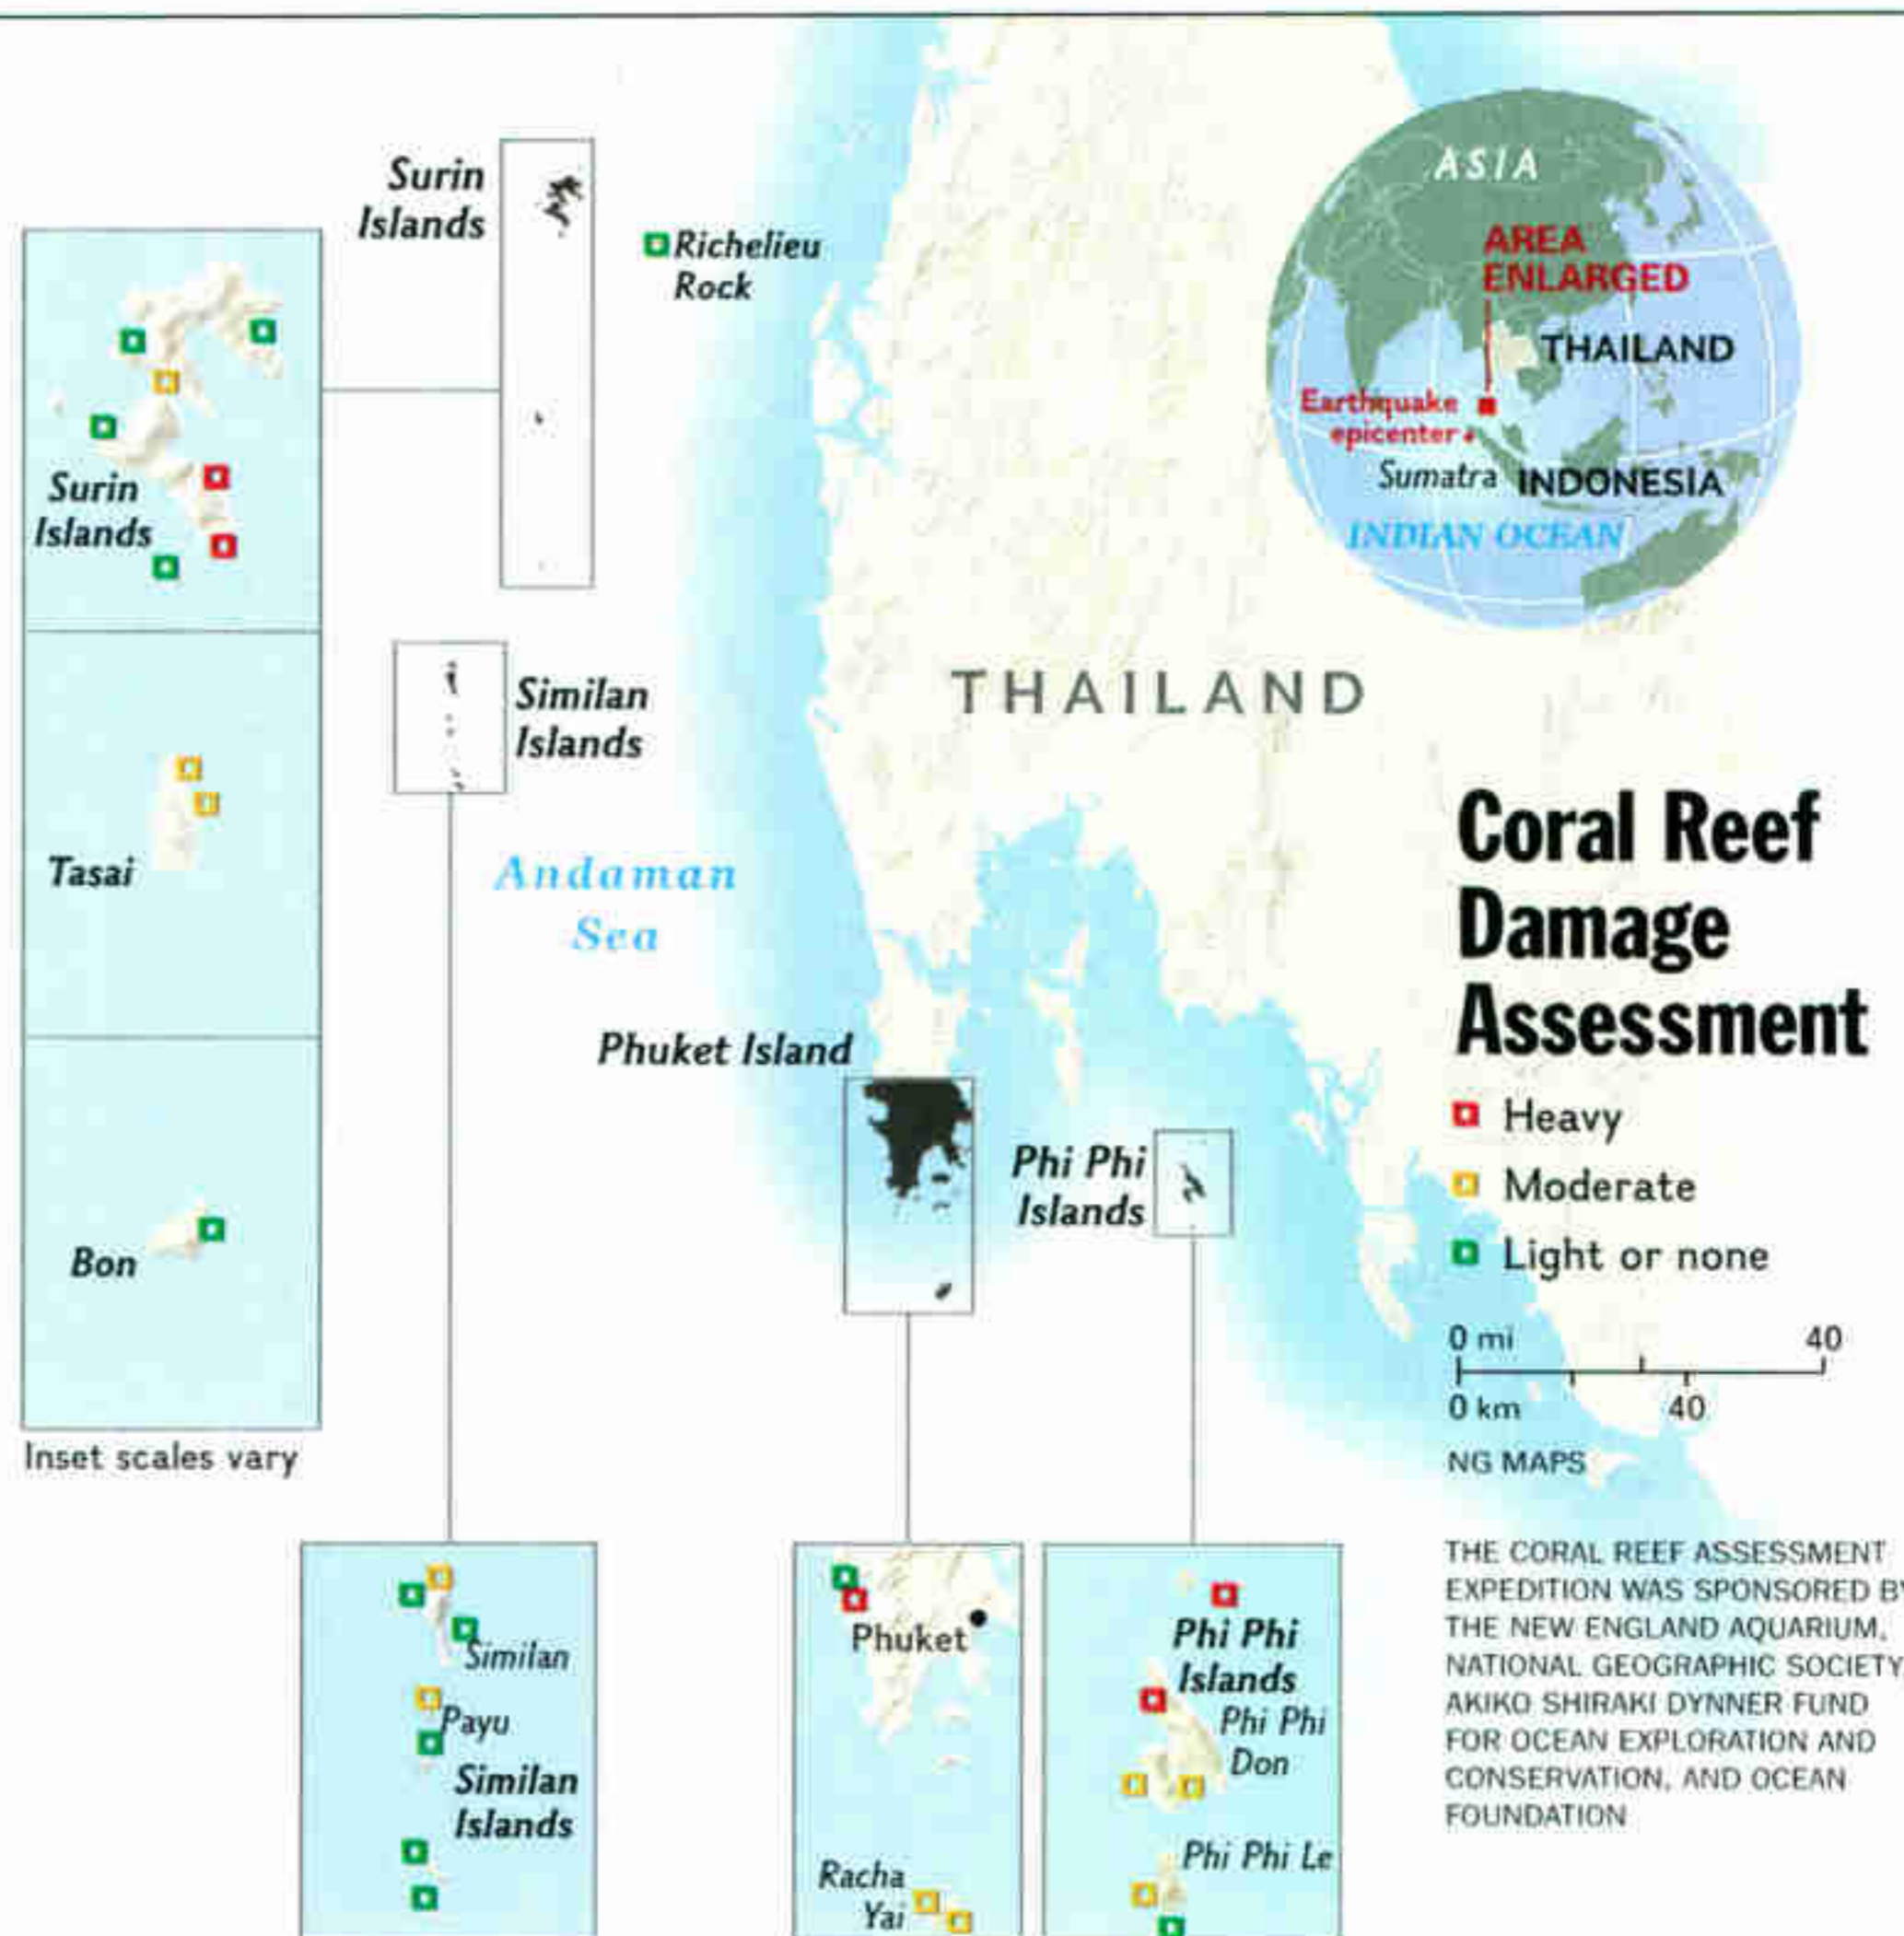 Surin
Islands
Richelieu
Rock
ASIA
AREA
ENLARGED
THAILAND
Earthquake
epicenter
Sumatra
INDONESIA
INDIAN OCEAN
Surin
Islands
Similan
Islands
THAILAND
Tasai
Andaman
Sea
Coral Reef
Damage
Assessment
Phuket Island
Phi Phi
Islands
Heavy
Moderate
Light or none
Bon
0 mi 40
0 km 40
NG MAPS
Inset scales vary
Similan
Payu
Similan
Islands
Phuket
Racha
Yai
Phi Phi
Islands
Phi Phi
Don
Phi Phi Le
THE CORAL REEF ASSESSMENT
EXPEDITION WAS SPONSORED BY
THE NEW ENGLAND AQUARIUM,
NATIONAL GEOGRAPHIC SOCIETY
AKIKO SHIRAKI DYNNER FUND
FOR OCEAN EXPLORATION AND
CONSERVATION, AND OCEAN
FOUNDATION